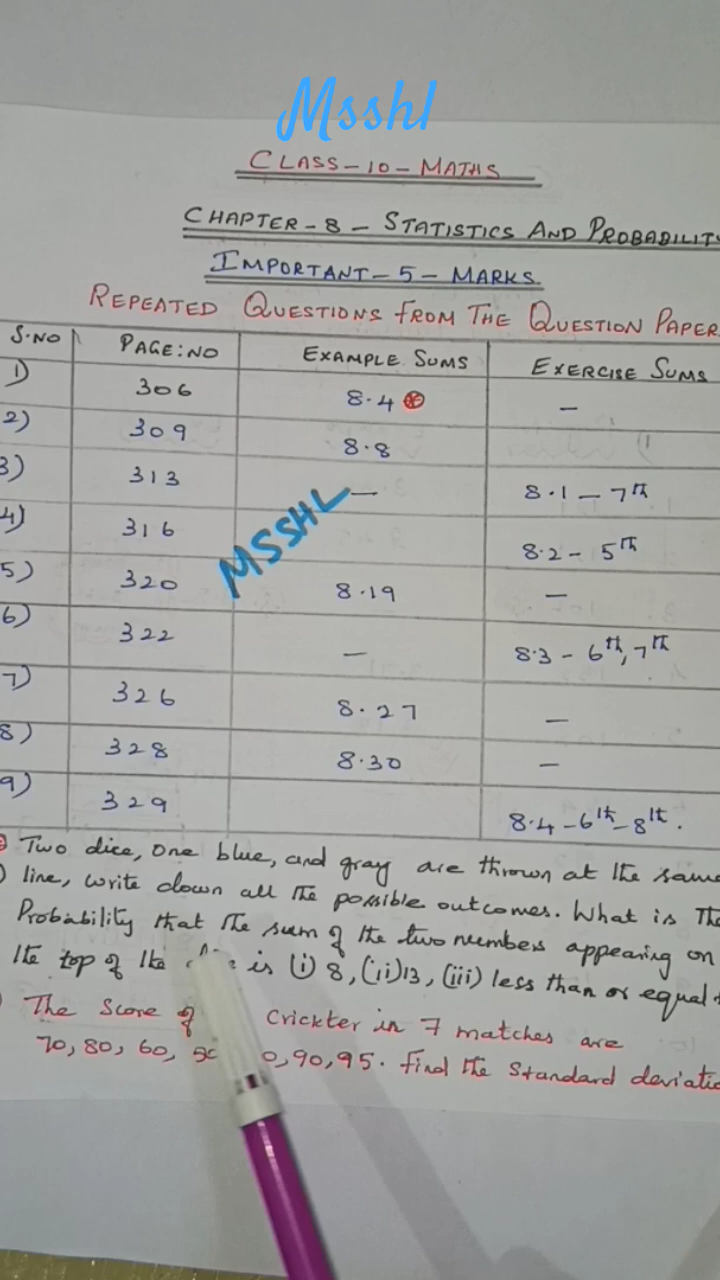 Msshl
CLASS-10-MATHS
CHAPTER-8-STATISTICS AND PROBABILITY
IMPORTANT-5-MARKS
REPEATED QUESTIONS FROM THE QUESTION PAPER
S.NO PAGE:NO EXAMPLE SUMS EXERCISE SUMS
1) 306 8.4 —
2) 309 8.8
3) 313 — 8.1 - 7th
4) 316 8.2 - 5th
MSSHL
5) 320 8.19 —
6) 322 — 8.3 - 6th, 7th
7) 326 8.27 —
8) 328 8.30 —
9) 329 8.4 - 6th - 8th.
Two dice, one blue, and gray are thrown at the same
line, write down all the possible outcomes. What is the
Probability that the sum of the two numbers appearing on
the top of the is (i) 8, (ii) 13, (iii) less than or equal
The Score of Crickter in 7 matches are
70, 80, 60, 90, 95. Find the Standard deviatio